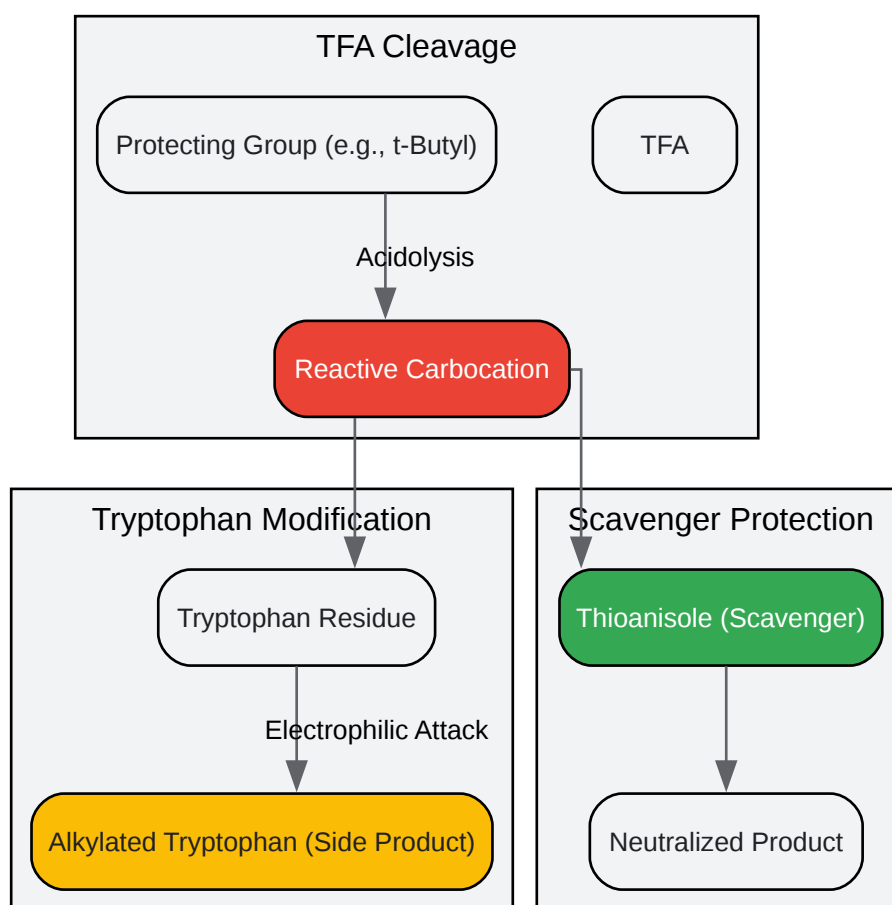 TFA Cleavage
Protecting Group (e.g., t-Butyl)
TFA
Acidolysis
Reactive Carbocation
Tryptophan Modification
Scavenger Protection
Tryptophan Residue
Thioanisole (Scavenger)
Electrophilic Attack
Alkylated Tryptophan (Side Product)
Neutralized Product